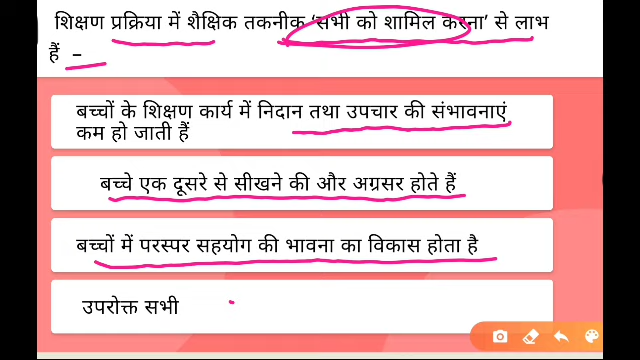 शिक्षण प्रक्रिया में शैक्षिक तकनीक ‘सभी को शामिल करना’ से लाभ
हैं –
बच्चों के शिक्षण कार्य में निदान तथा उपचार की संभावनाएं
कम हो जाती हैं
बच्चे एक दूसरे से सीखने की और अग्रसर होते हैं
बच्चों में परस्पर सहयोग की भावना का विकास होता है
उपरोक्त सभी